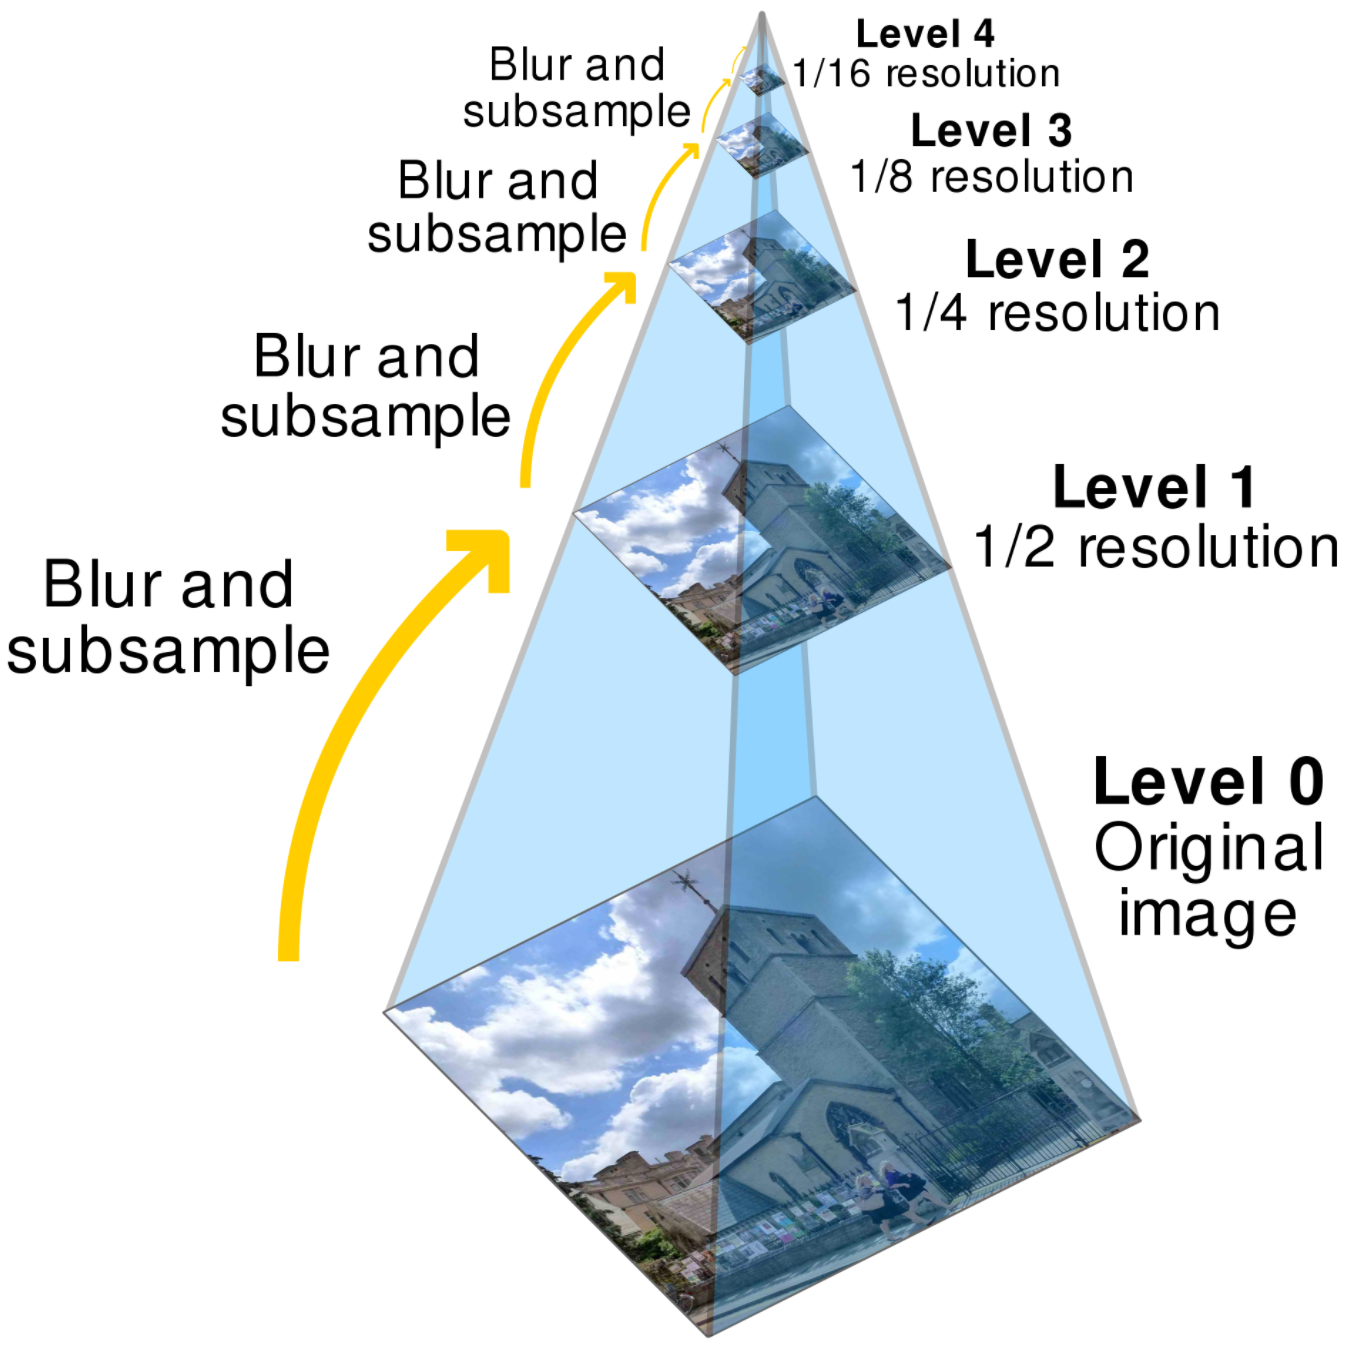 Level 4
1/16 resolution
Blur and
subsample
Level 3
1/8 resolution
Blur and
subsample
Level 2
1/4 resolution
Blur and
subsample
Level 1
1/2 resolution
Blur and
subsample
Level 0
Original
image